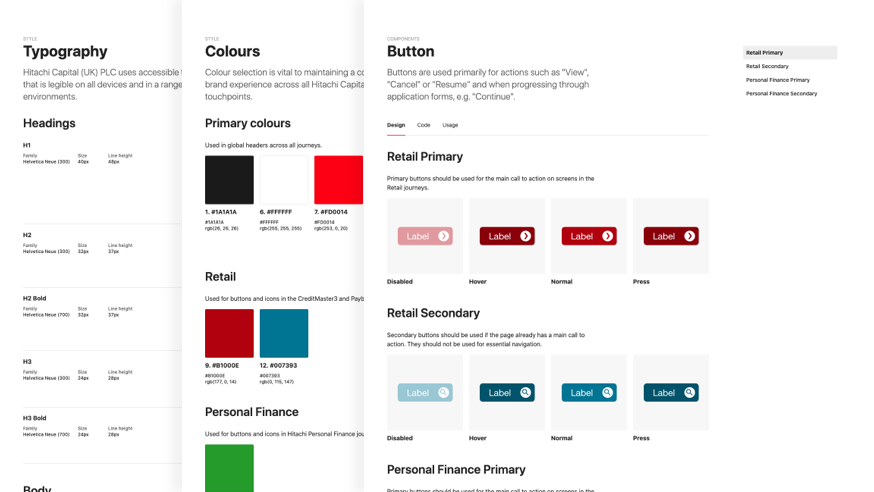 STYLE
Typography
Hitachi Capital (UK) PLC uses accessible
that is legible on all devices and in a range
environments.
Headings
H1
Family Size Line height
Helvetica Neue (300) 40px 48px
H2
Family Size Line height
Helvetica Neue (300) 32px 37px
H2 Bold
Family Size Line height
Helvetica Neue (700) 32px 37px
H3
Family Size Line height
Helvetica Neue (300) 24px 28px
H3 Bold
Family Size Line height
Helvetica Neue (700) 24px 28px
Body
STYLE
Colours
Colour selection is vital to maintaining a
brand experience across all Hitachi
touchpoints.
Primary colours
Used in global headers across all journeys.
1. #1A1A1A 6. #FFFFFF 7. #FD0014
#1A1A1A #FFFFFF #FD0014
rgb(26, 26, 26) rgb(255, 255, 255) rgb(253, 0, 20)
Retail
Used for buttons and icons in the CreditMaster3 and
9. #B1000E 12. #007393
#B1000E #007393
rgb(177, 0, 14) rgb(0, 115, 147)
Personal Finance
Used for buttons and icons in Hitachi Personal Finance
COMPONENTS
Button
Buttons are used primarily for actions such as "View",
"Cancel" or "Resume" and when progressing through
application forms, e.g. "Continue".
Design Code Usage
Retail Primary
Primary buttons should be used for the main call to action on screens in the
Retail journeys.
Label Label Label Label
Disabled Hover Normal Press
Retail Secondary
Secondary buttons should be used if the page already has a main call to
action. They should not be used for essential navigation.
Label Label Label Label
Disabled Hover Normal Press
Personal Finance Primary
Primary buttons should be used for the main call to action on screens in the
Retail Primary
Retail Secondary
Personal Finance Primary
Personal Finance Secondary